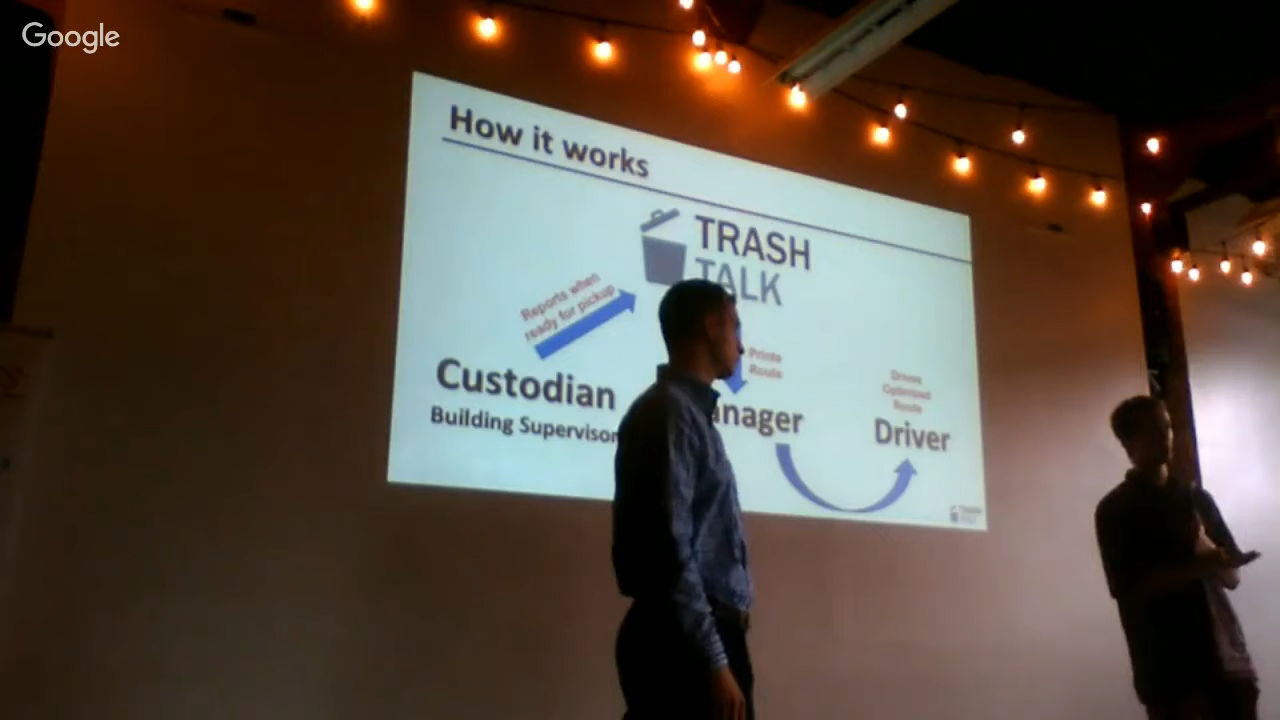 Google
How it works
TRASH
TALK
Reports when
ready for pickup
Prints
Route
Drives
Optimized
Route
Custodian
anager
Driver
Building Supervisor